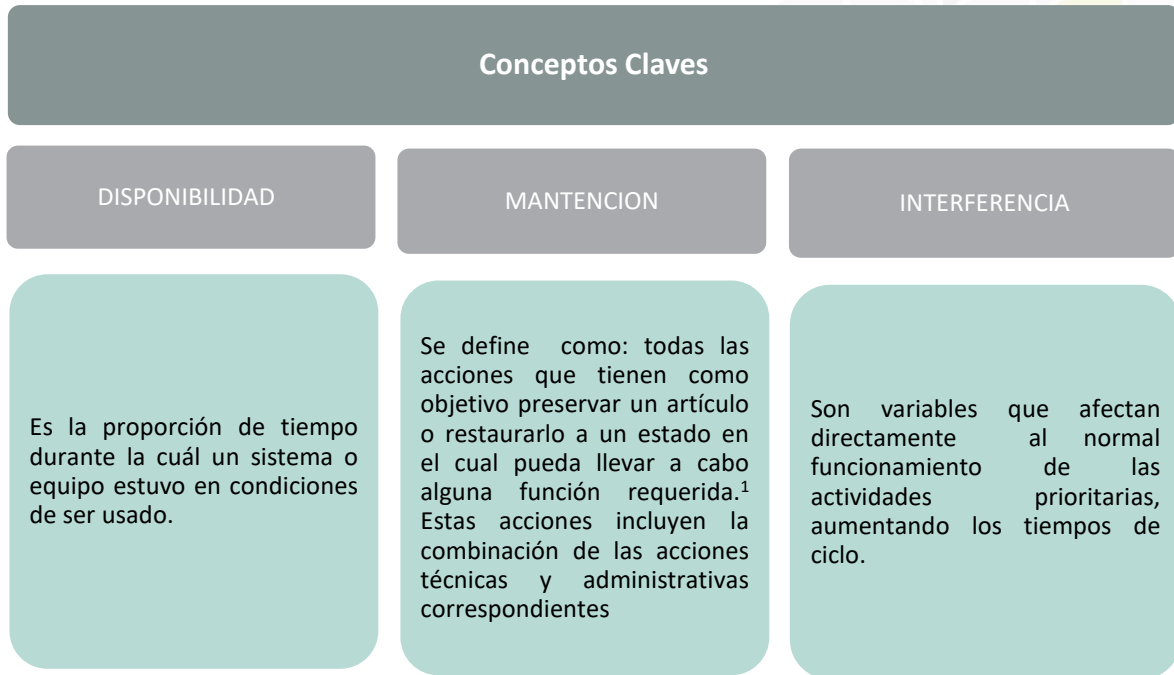 Conceptos Claves
DISPONIBILIDAD
MANTENCION
INTERFERENCIA
Es la proporción de tiempo
durante la cuál un sistema o
equipo estuvo en condiciones
de ser usado.
Se define como: todas las
acciones que tienen como
objetivo preservar un artículo
o restaurarlo a un estado en
el cual pueda llevar a cabo
alguna función requerida.¹
Estas acciones incluyen la
combinación de las acciones
técnicas y administrativas
correspondientes
Son variables que afectan
directamente al normal
funcionamiento de las
actividades prioritarias,
aumentando los tiempos de
ciclo.